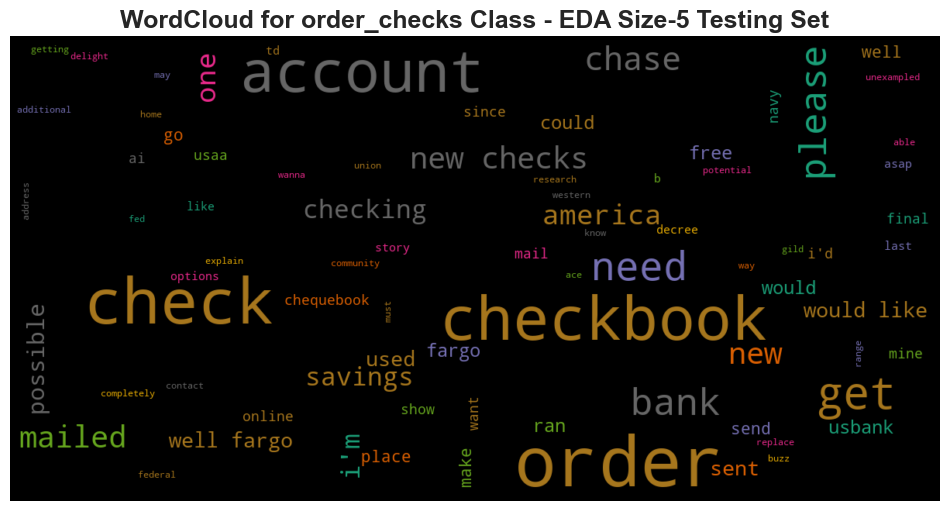 WordCloud for order_checks Class - EDA Size-5 Testing Set
getting
delight
td
one
account
chase
please
well
may
unexampled
additional
home
since
could
navy
go
ai
usaa
wanna
union
new checks
free
potential
able
asap
research
b
address
fed
like
checking
western
america
know
decree
final
story
mail
gild
i'd
last
explain
community
options
need
ace
way
check
chequebook
must
checkbook
would
would like
possible
used
fargo
new
range
mine
savings
completely
contact
get
online
show
want
bank
mailed
well fargo
i'm
ran
send
usbank
place
make
order
sent
replace
buzz
federal